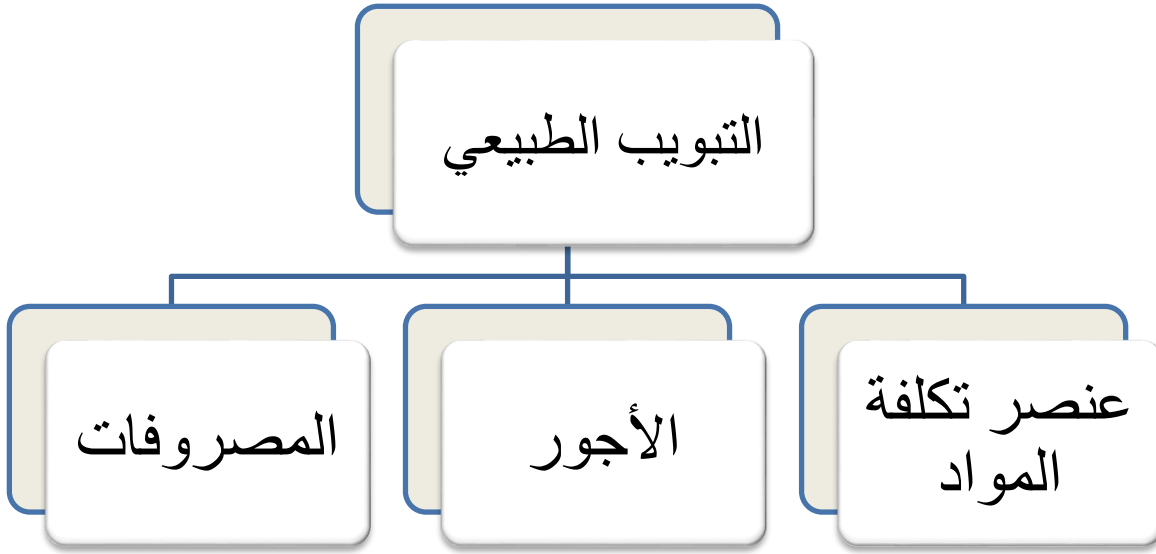 التبويب الطبيعي
عنصر تكلفة
المواد
الأجور
المصروفات